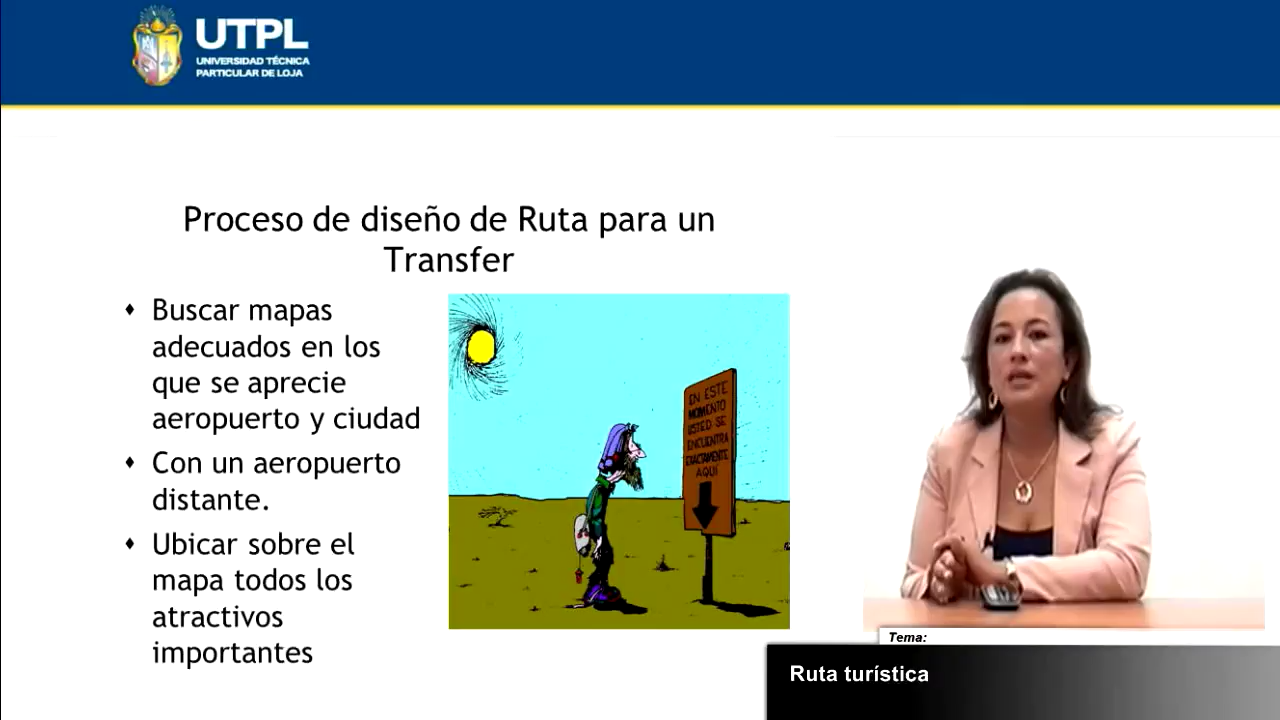 UTPL
UNIVERSIDAD TÉCNICA
PARTICULAR DE LOJA
Proceso de diseño de Ruta para un
Transfer
♦ Buscar mapas
adecuados en los
que se aprecie
aeropuerto y ciudad
♦ Con un aeropuerto
distante.
♦ Ubicar sobre el
mapa todos los
atractivos
importantes
EN ESTE
MOMENTO
USTED SE
ENCUENTRA
EXACTAMENTE
AQUÍ
Tema:
Ruta turística